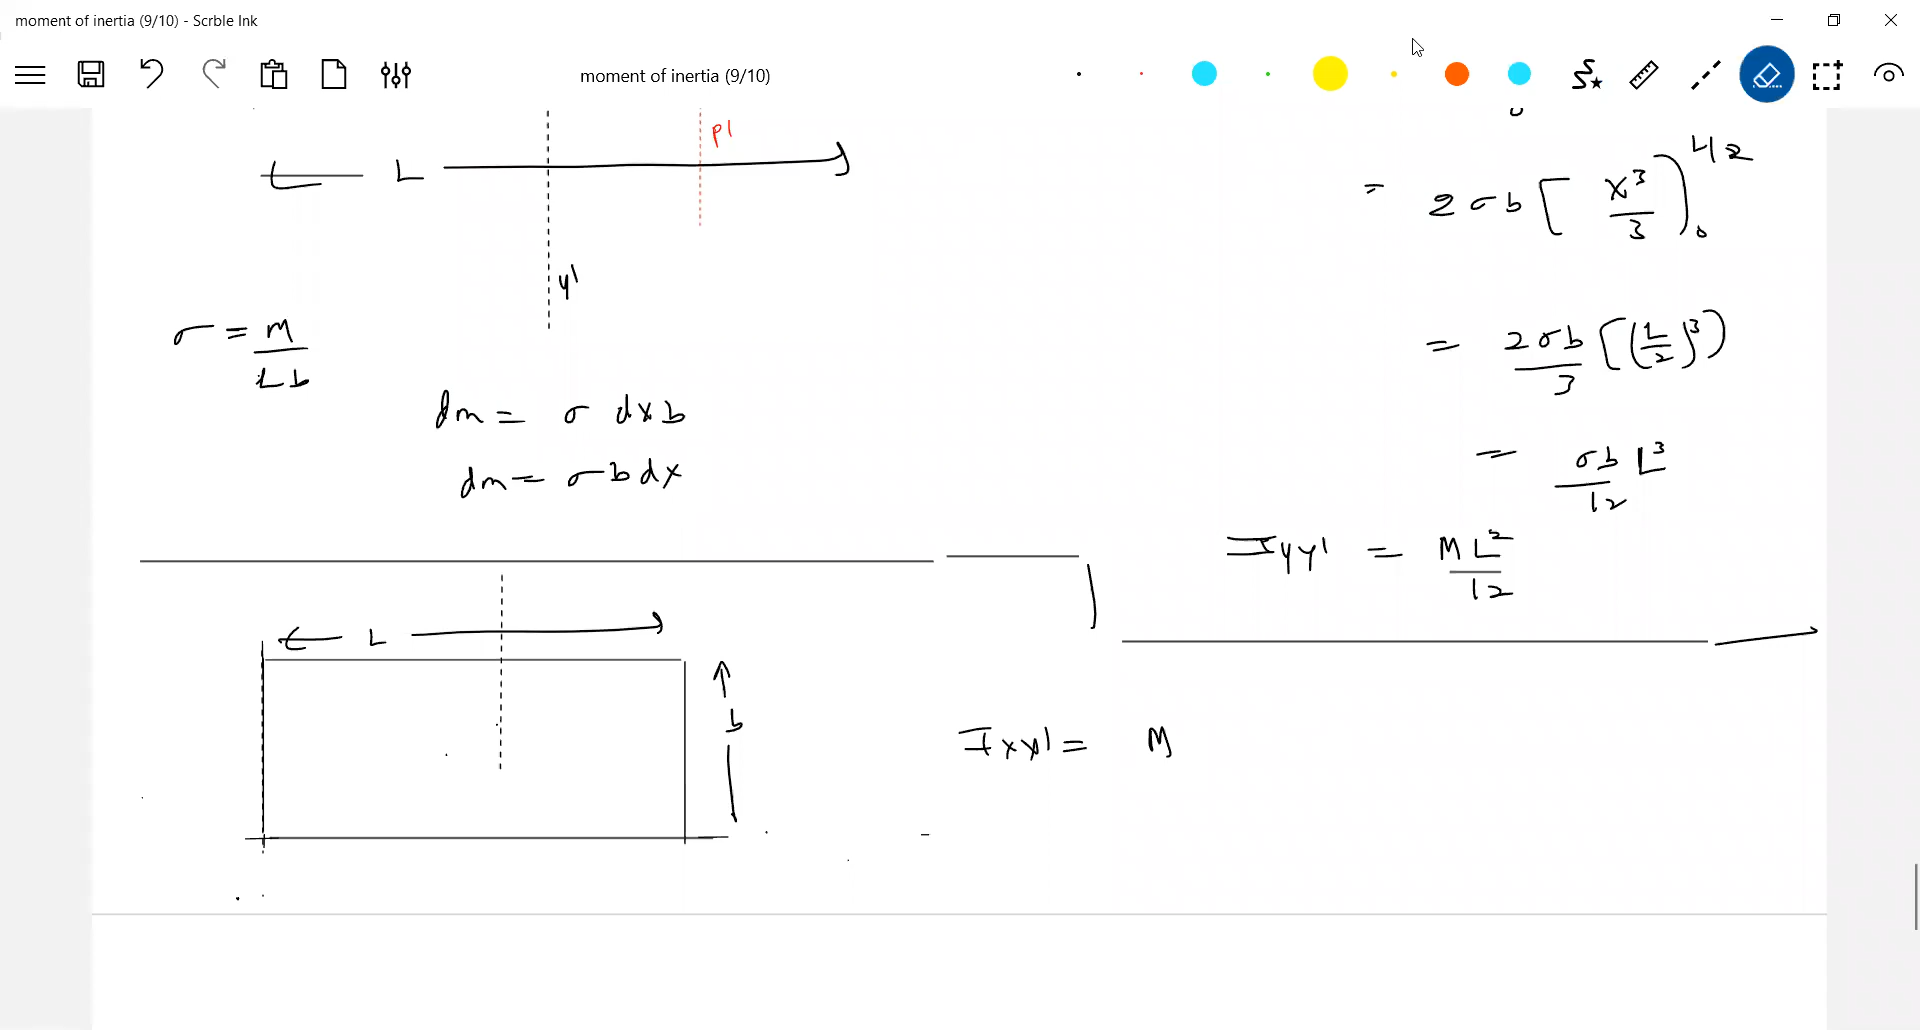 moment of inertia (9/10) - Scrble Ink
moment of inertia (9/10)
p'
L
y'
σ = m / Lb
dm = σ dx b
dm = σ b dx
= 2σb [x³/3]₀ L/2
= 2σb/3 [(L/2)³]
= σb/12 L³
Iyy' = ML²/12
L
b
Ixx' = M